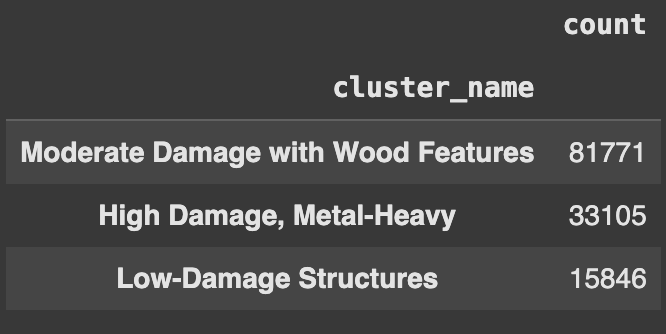 count
cluster_name
Moderate Damage with Wood Features 81771
High Damage, Metal-Heavy 33105
Low-Damage Structures 15846